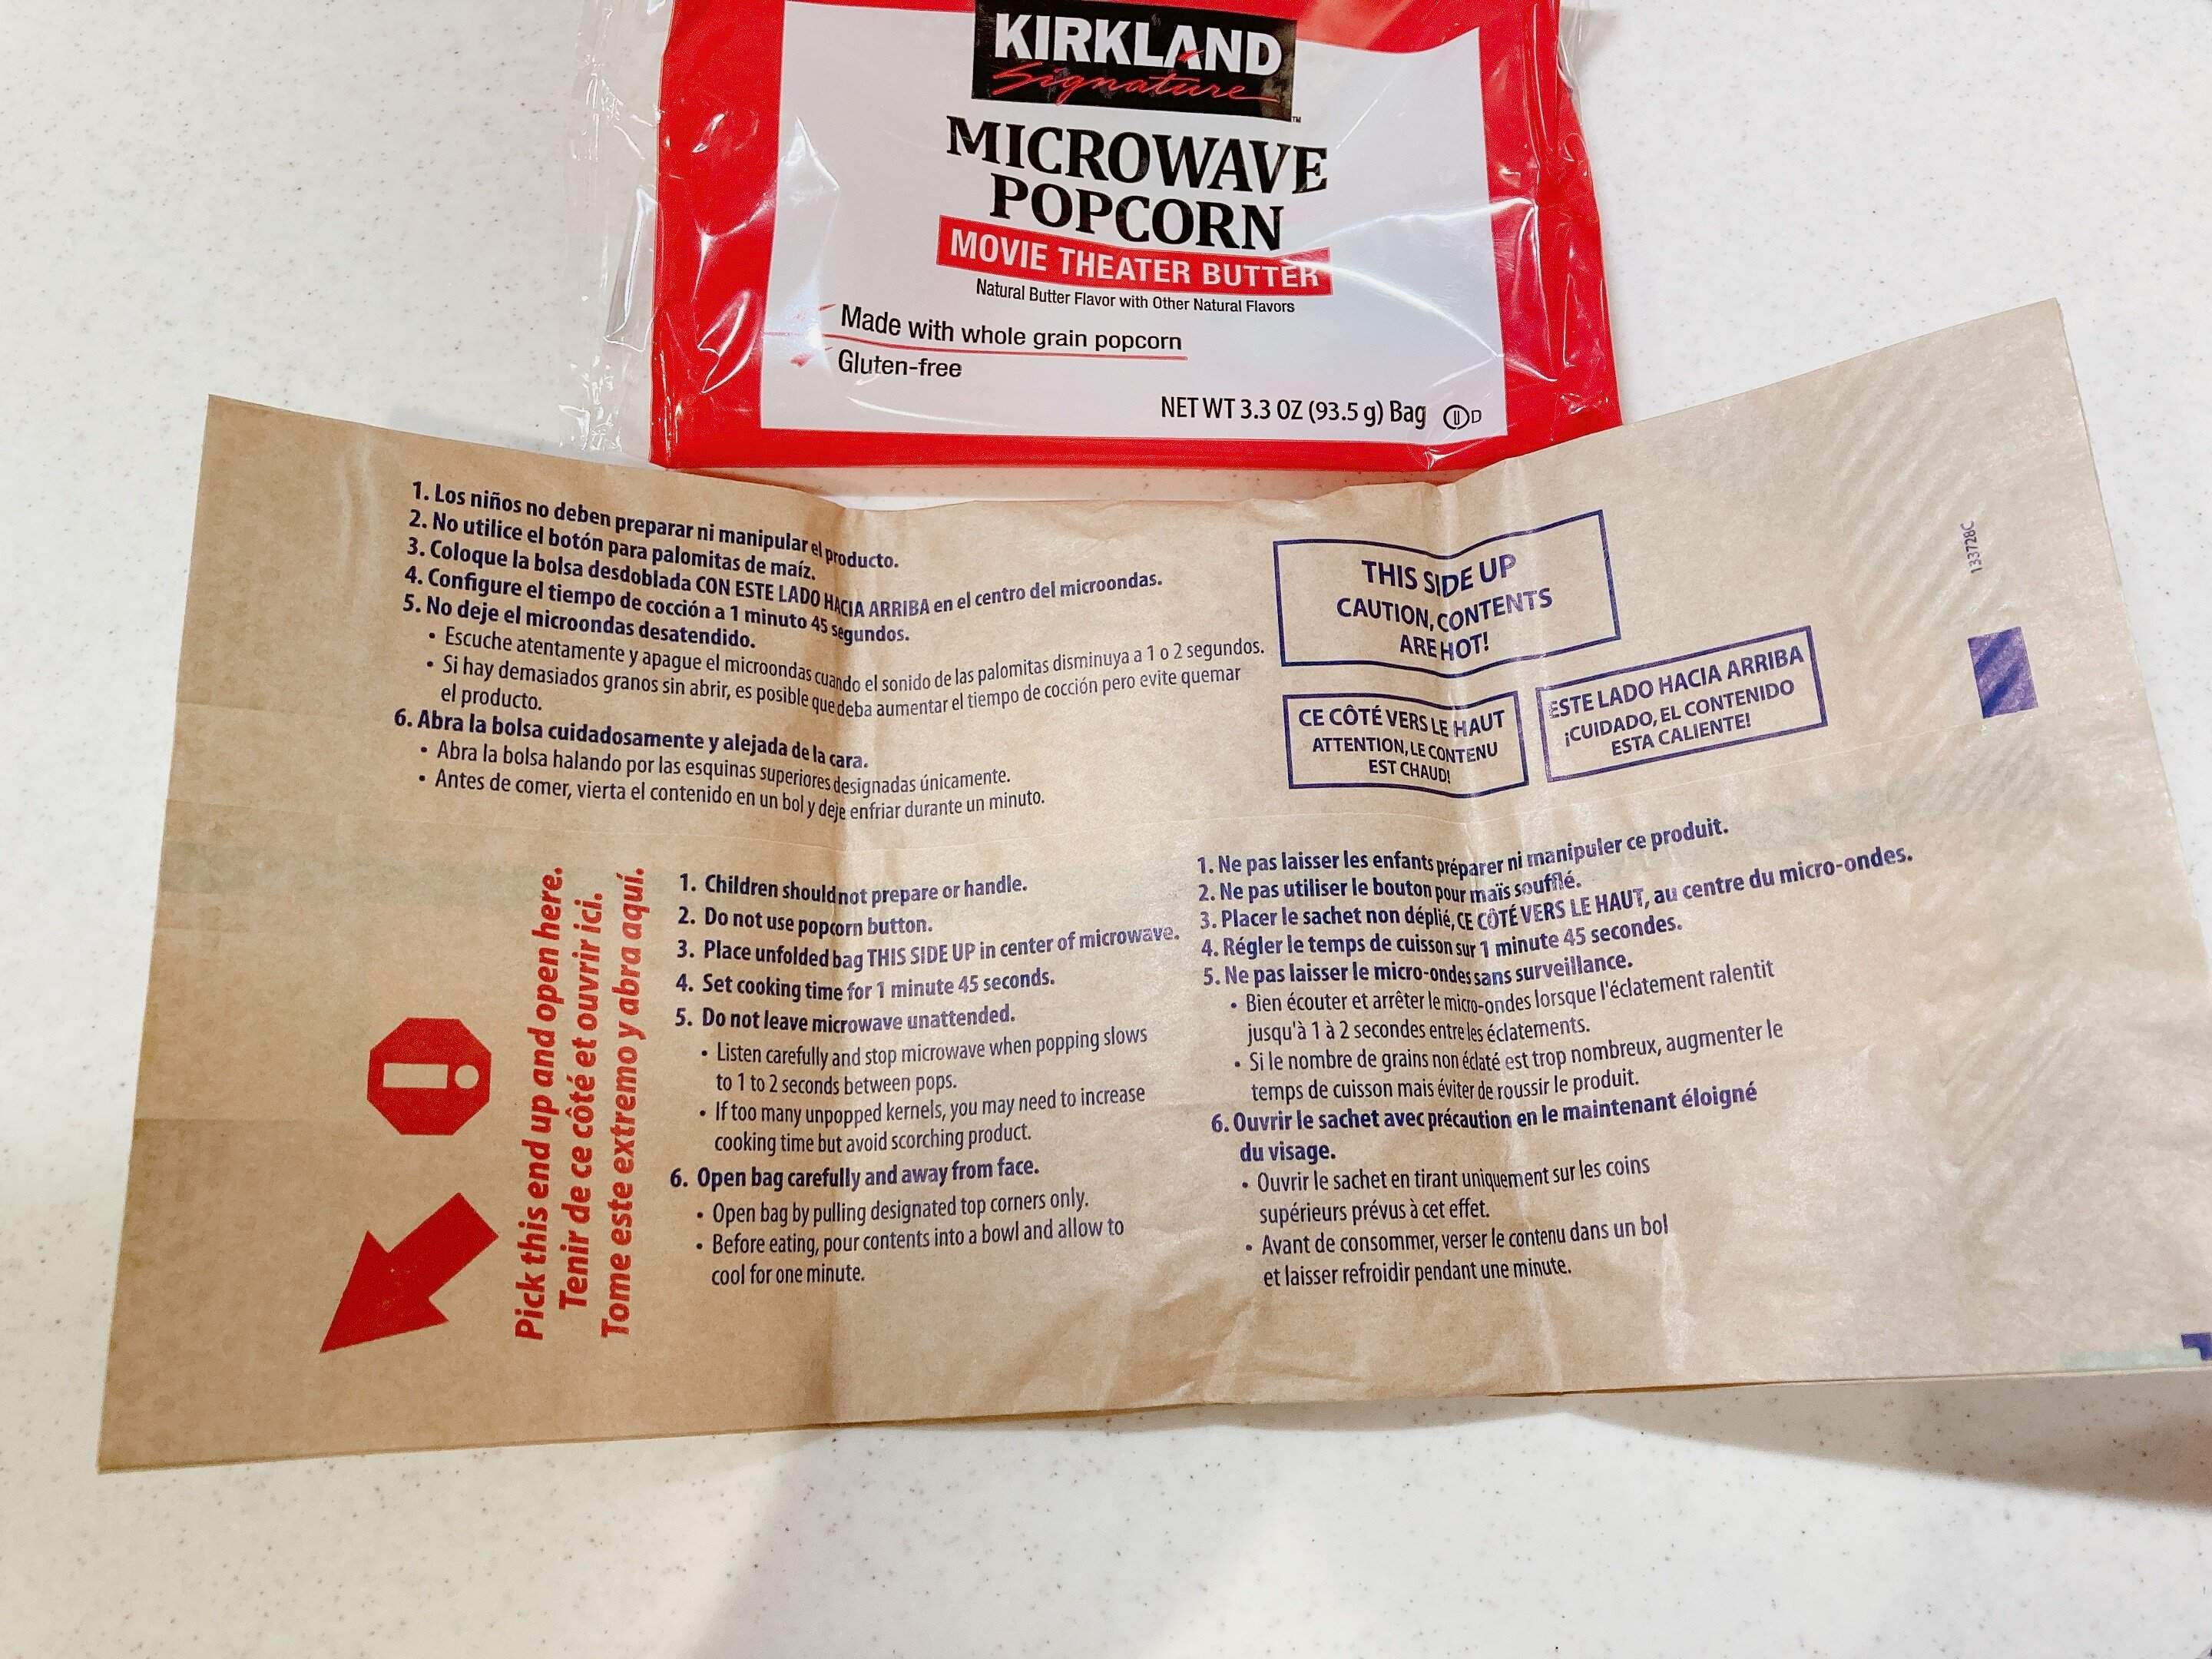 KIRKLAND
Signature
™
MICROWAVE
POPCORN
MOVIE THEATER BUTTER
Natural Butter Flavor with Other Natural Flavors
Made with whole grain popcorn
Gluten-free
NET WT 3.3 OZ (93.5 g) Bag Ⓤ D
1. Los niños no deben preparar ni manipular el producto.
2. No utilice el botón para palomitas de maíz.
3. Coloque la bolsa desdoblada CON ESTE LADO HACIA ARRIBA en el centro del microondas.
4. Configure el tiempo de cocción a 1 minuto 45 segundos.
5. No deje el microondas desatendido.
• Escuche atentamente y apague el microondas cuando el sonido de las palomitas disminuya a 1 o 2 segundos.
• Si hay demasiados granos sin abrir, es posible que deba aumentar el tiempo de cocción pero evite quemar
el producto.
6. Abra la bolsa cuidadosamente y alejada de la cara.
• Abra la bolsa halando por las esquinas superiores designadas únicamente.
• Antes de comer, vierta el contenido en un bol y deje enfriar durante un minuto.
THIS SIDE UP
CAUTION, CONTENTS
ARE HOT!
CE CÔTÉ VERS LE HAUT
ATTENTION, LE CONTENU
EST CHAUD!
ESTE LADO HACIA ARRIBA
¡CUIDADO, EL CONTENIDO
ESTA CALIENTE!
13728C
Pick this end up and open here.
Tenir de ce côté et ouvrir ici.
Tome este extremo y abra aquí.
1. Children should not prepare or handle.
2. Do not use popcorn button.
3. Place unfolded bag THIS SIDE UP in center of microwave.
4. Set cooking time for 1 minute 45 seconds.
5. Do not leave microwave unattended.
• Listen carefully and stop microwave when popping slows
to 1 to 2 seconds between pops.
• If too many unpopped kernels, you may need to increase
cooking time but avoid scorching product.
6. Open bag carefully and away from face.
• Open bag by pulling designated top corners only.
• Before eating, pour contents into a bowl and allow to
cool for one minute.
1. Ne pas laisser les enfants préparer ni manipuler ce produit.
2. Ne pas utiliser le bouton pour maïs soufflé.
3. Placer le sachet non déplié, CE CÔTÉ VERS LE HAUT, au centre du micro-ondes.
4. Régler le temps de cuisson sur 1 minute 45 secondes.
5. Ne pas laisser le micro-ondes sans surveillance.
• Bien écouter et arrêter le micro-ondes lorsque l'éclatement ralentit
jusqu'à 1 à 2 secondes entre les éclatements.
• Si le nombre de grains non éclaté est trop nombreux, augmenter le
temps de cuisson mais éviter de roussir le produit.
6. Ouvrir le sachet avec précaution en le maintenant éloigné
du visage.
• Ouvrir le sachet en tirant uniquement sur les coins
supérieurs prévus à cet effet.
• Avant de consommer, verser le contenu dans un bol
et laisser refroidir pendant une minute.